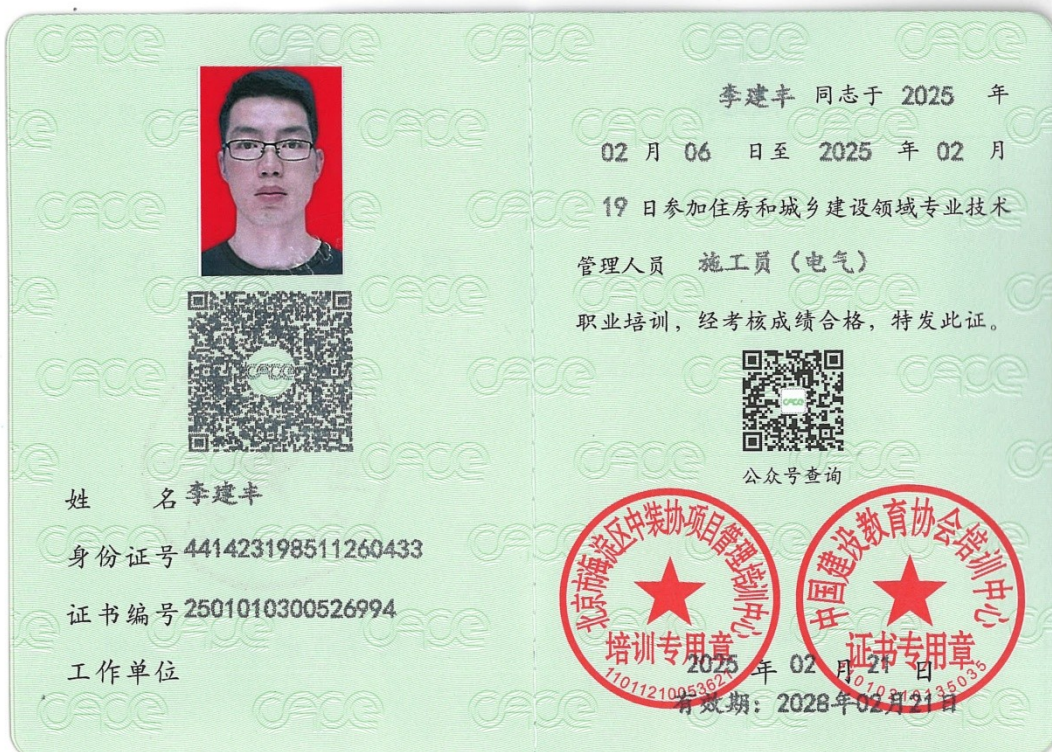 姓 名 李建丰
身份证号 441423198511260433
证书编号 2501010300526994
工作单位
李建丰 同志于 2025 年
02 月 06 日至 2025 年 02 月
19 日参加住房和城乡建设领域专业技术
管理人员 施工员（电气）
职业培训，经考核成绩合格，特发此证。
CACE
公众号查询
北京市海淀区中装协项目管理培训中心
培训专用章
中国建设教育协会培训中心
证书专用章
2025 年 02 月 21 日
有效期：2028年02月21日